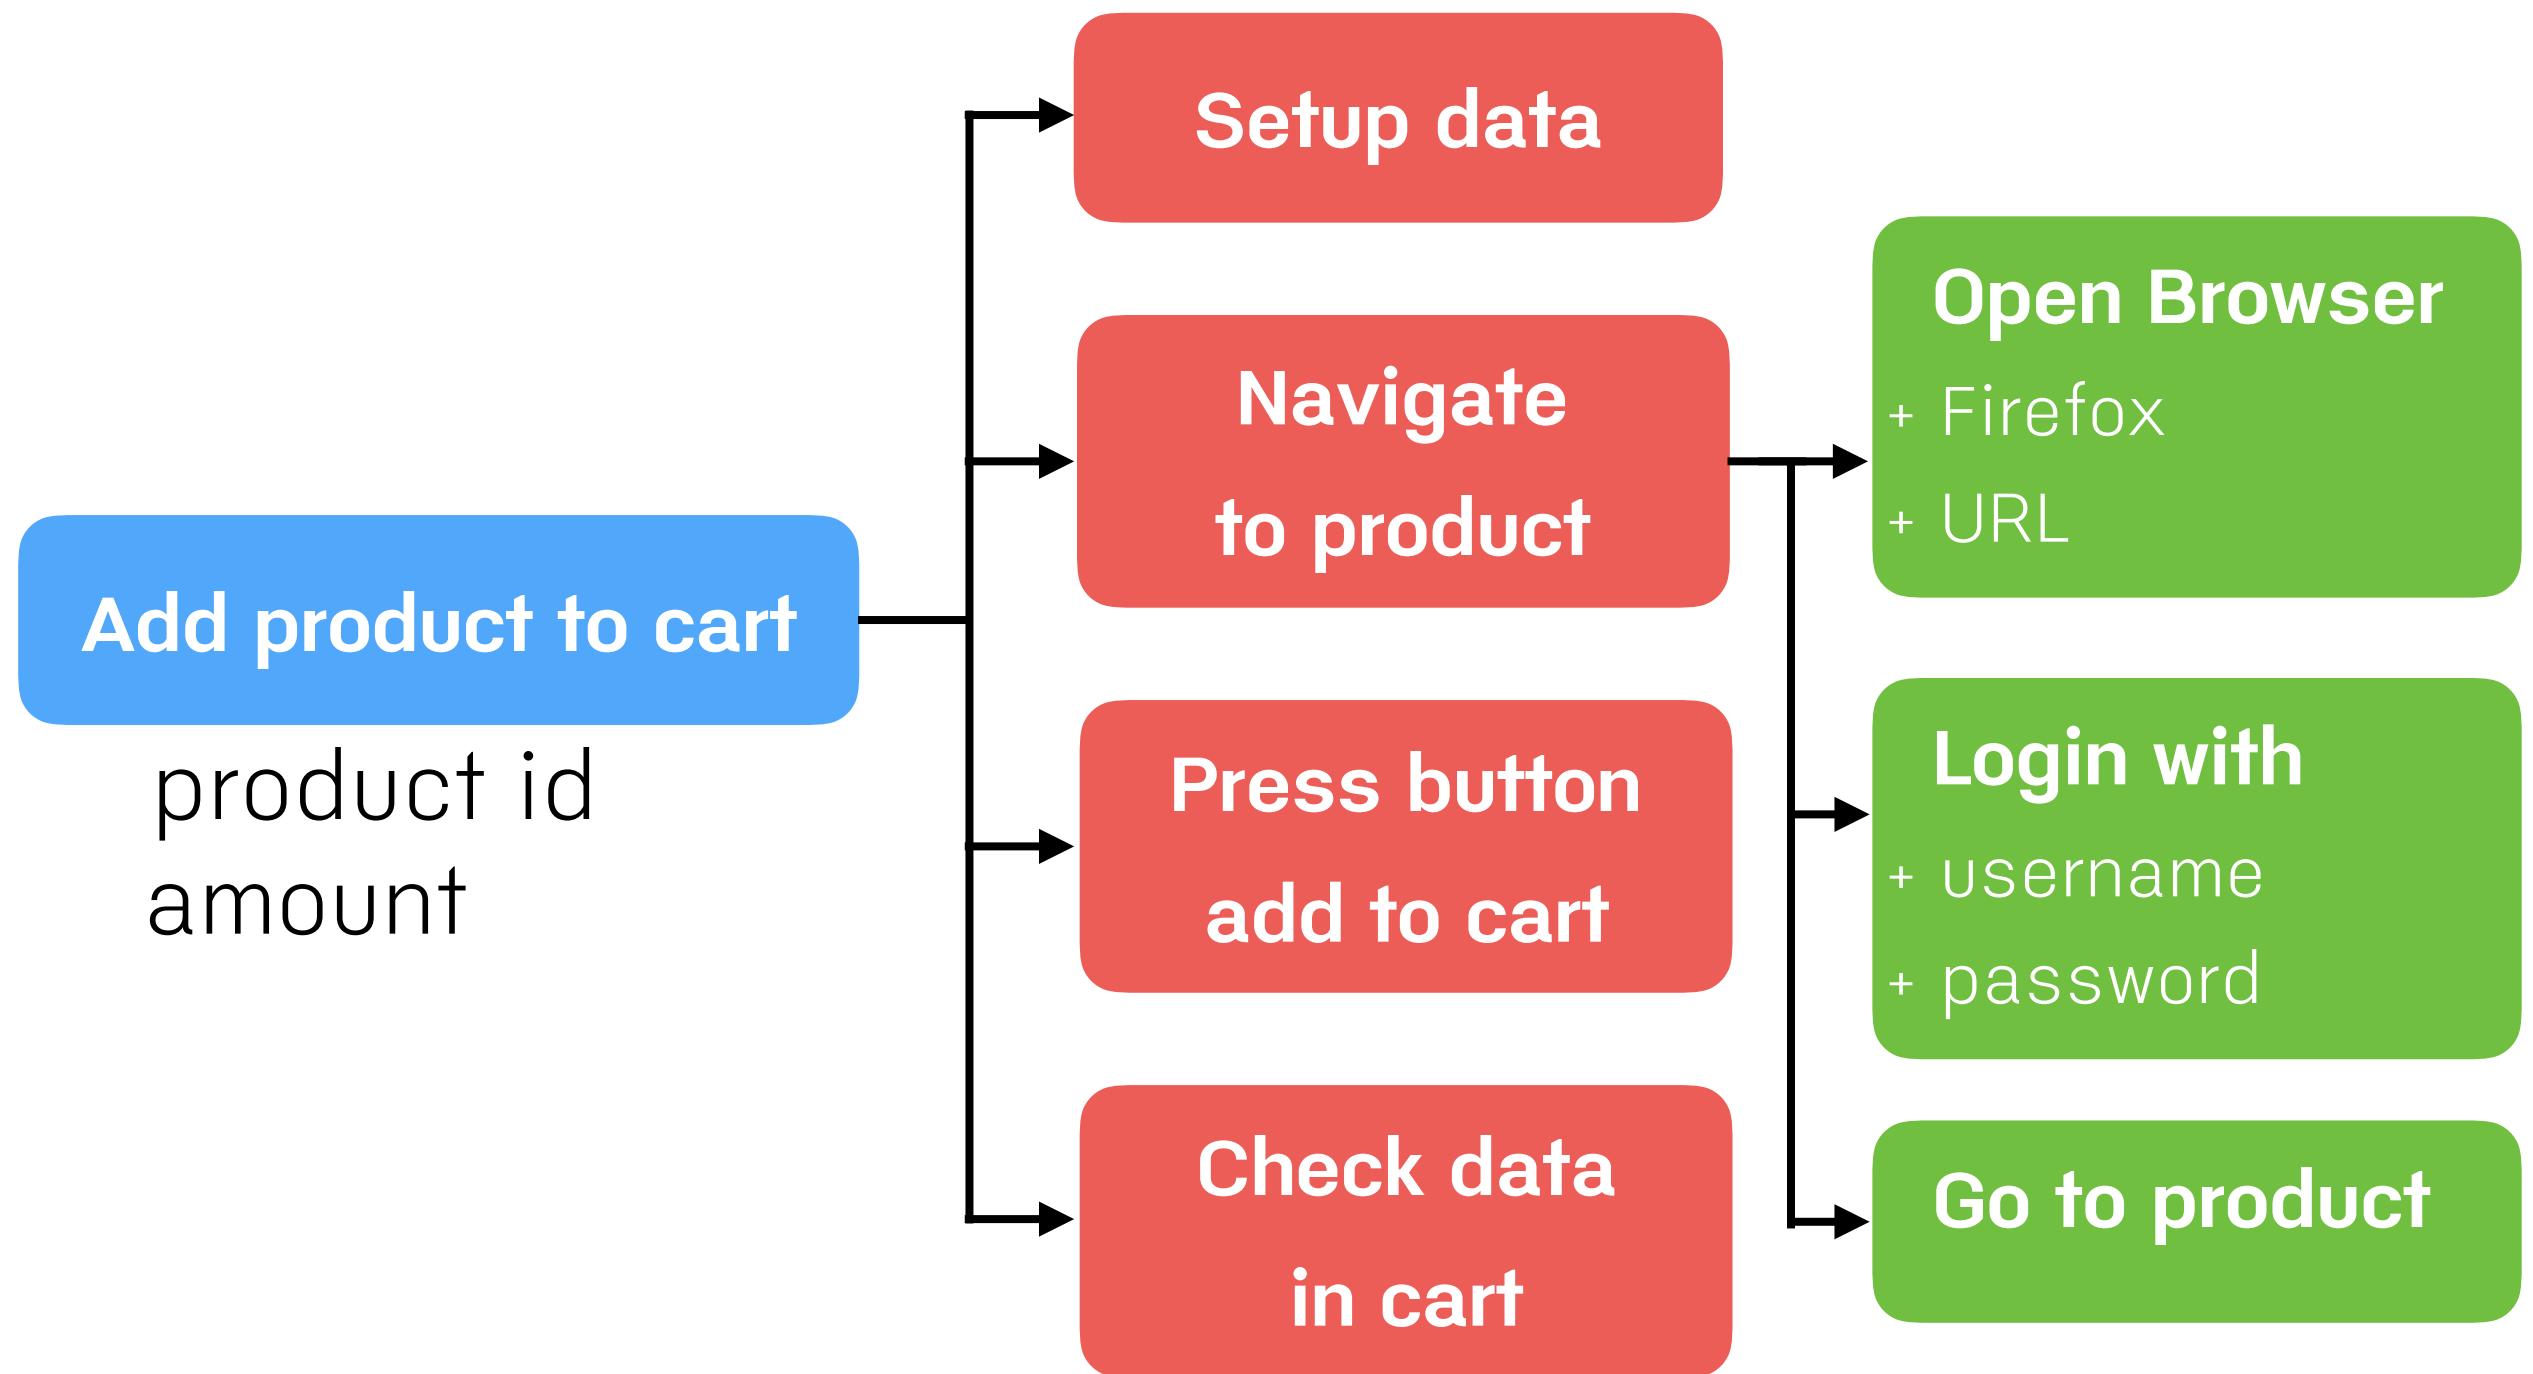 Add product to cart
product id
amount
Setup data
Navigate
to product
Press button
add to cart
Check data
in cart
Open Browser
+ Firefox
+ URL
Login with
+ username
+ password
Go to product